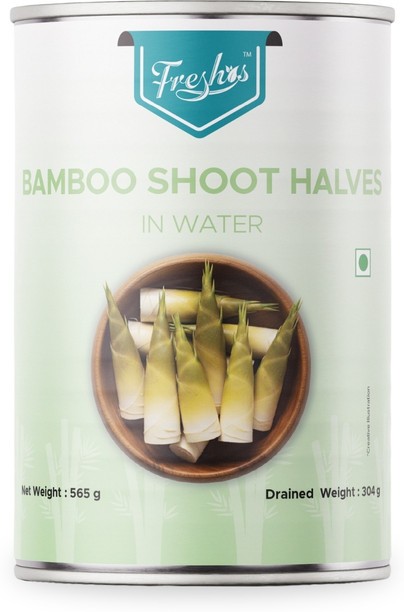 Freshos
TM
BAMBOO SHOOT HALVES
IN WATER
*Creative Illustration
Net Weight : 565 g
Drained Weight : 304 g